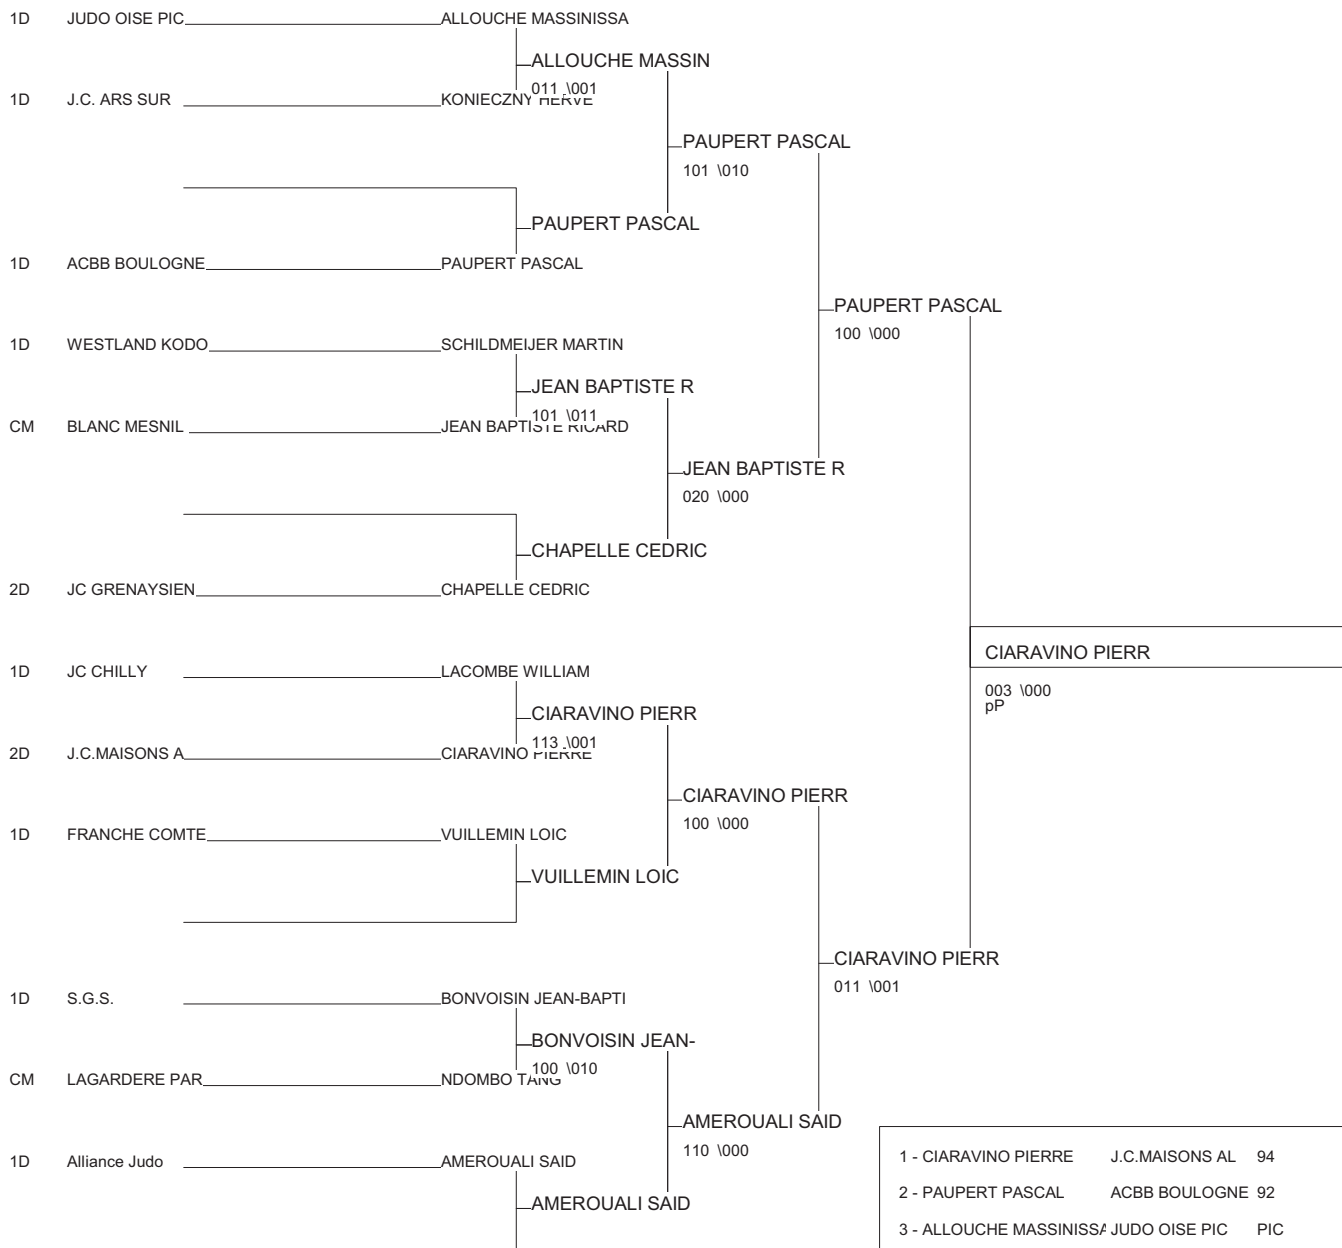 1D JUDO OISE PIC ALLOUCHE MASSINISSA
ALLOUCHE MASSIN
011 \001
1D J.C. ARS SUR KONIECZNY HERVE
PAUPERT PASCAL
101 \010
PAUPERT PASCAL
1D ACBB BOULOGNE PAUPERT PASCAL
PAUPERT PASCAL
100 \000
1D WESTLAND KODO SCHILDMEIJER MARTIN
JEAN BAPTISTE R
101 \011
CM BLANC MESNIL JEAN BAPTISTE RICARD
JEAN BAPTISTE R
020 \000
CHAPELLE CEDRIC
2D JC GRENAYSIEN CHAPELLE CEDRIC
CIARAVINO PIERR
003 \000
pP
1D JC CHILLY LACOMBE WILLIAM
CIARAVINO PIERR
113 \001
2D J.C.MAISONS A CIARAVINO PIERRE
CIARAVINO PIERR
100 \000
1D FRANCHE COMTE VUILLEMIN LOIC
VUILLEMIN LOIC
CIARAVINO PIERR
011 \001
1D S.G.S. BONVOISIN JEAN-BAPTI
BONVOISIN JEAN-
100 \010
CM LAGARDERE PAR NDOMBO TANG
AMEROUALI SAID
110 \000
1D Alliance Judo AMEROUALI SAID
AMEROUALI SAID
1 - CIARAVINO PIERRE J.C.MAISONS AL 94
2 - PAUPERT PASCAL ACBB BOULOGNE 92
3 - ALLOUCHE MASSINISSA JUDO OISE PIC PIC